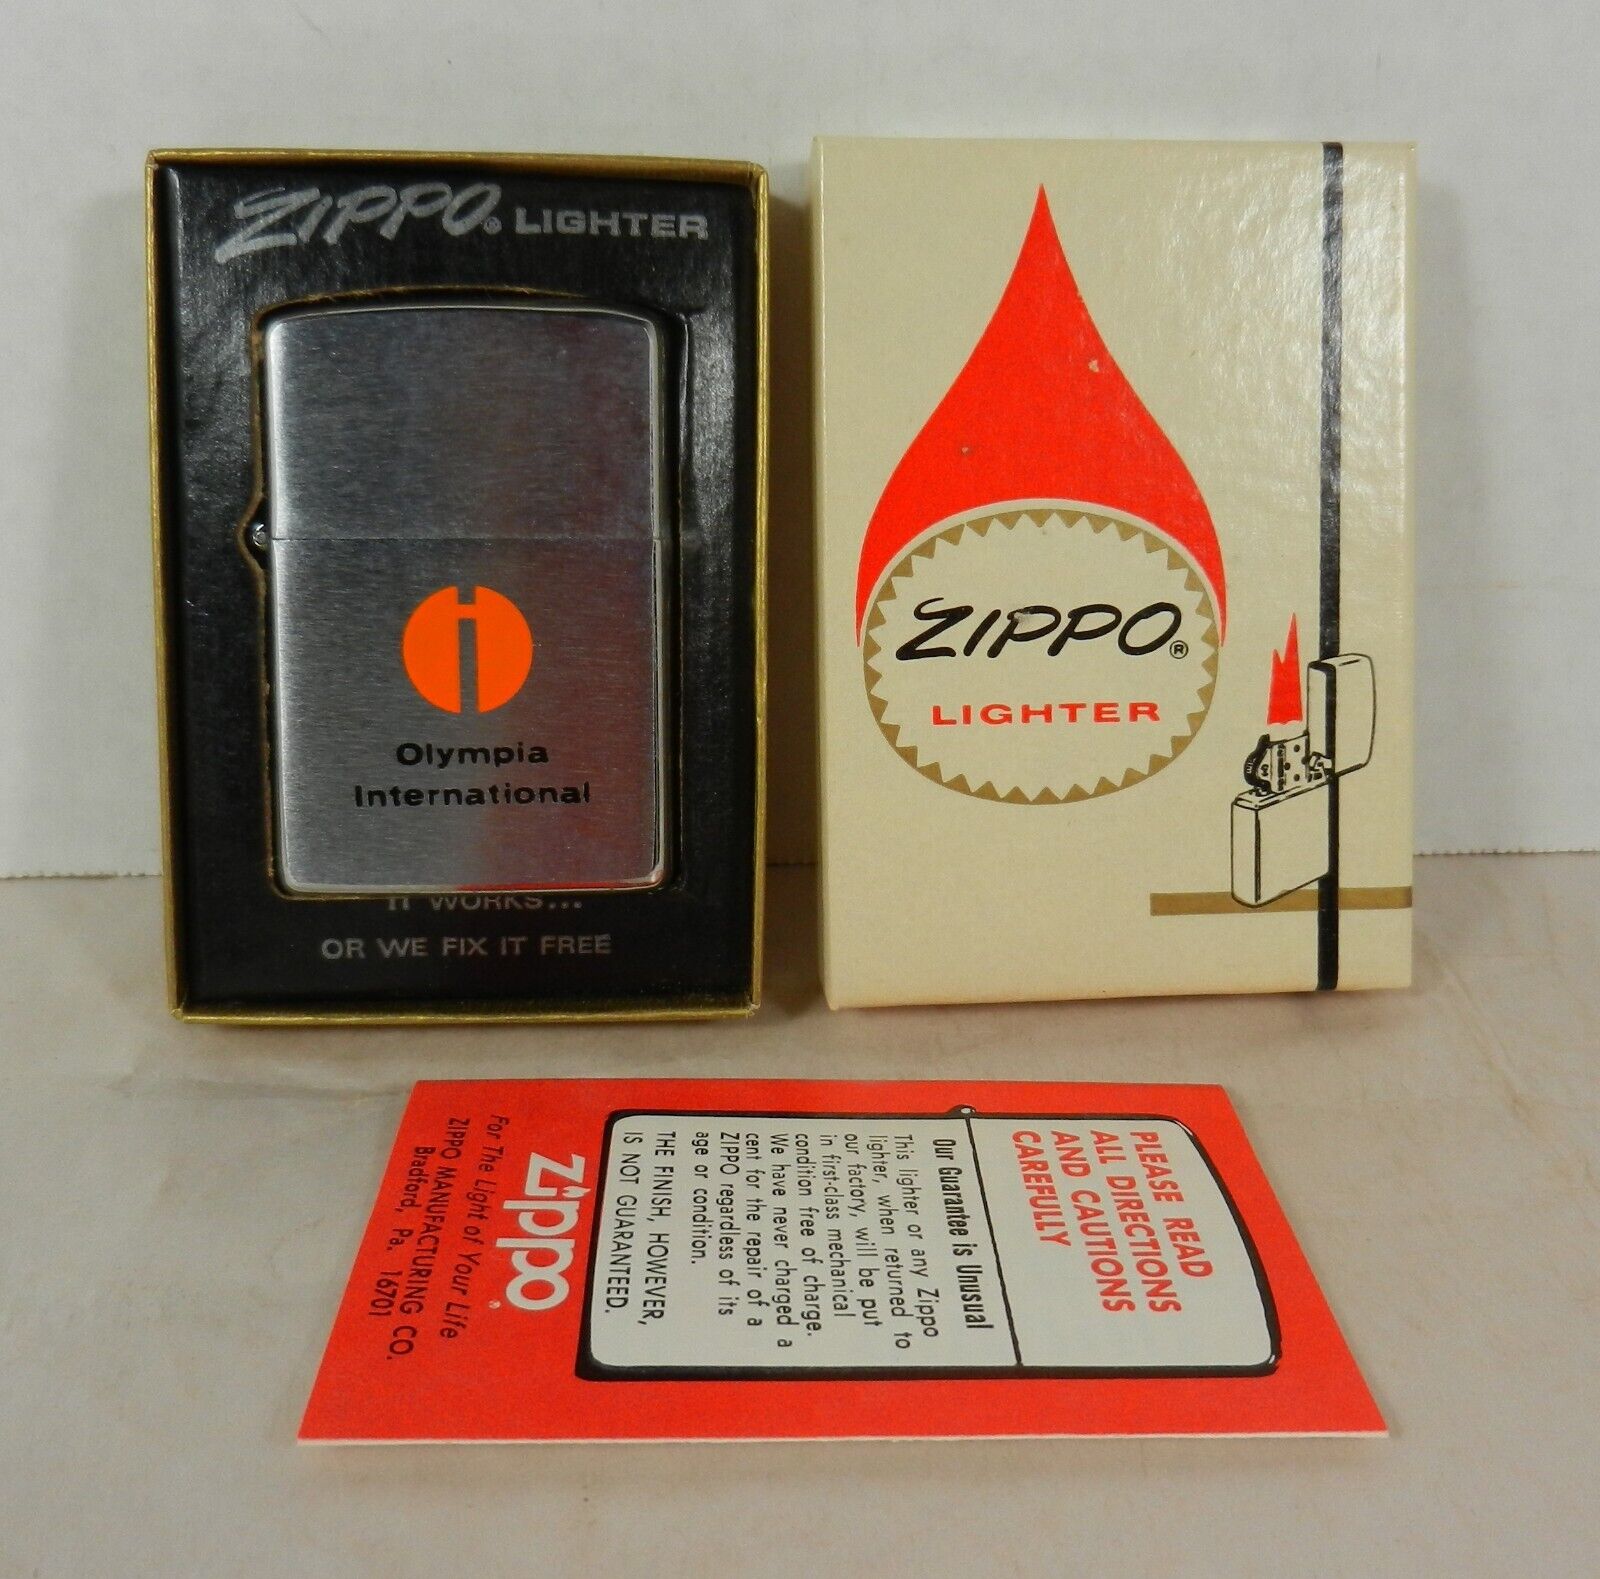 ZIPPO® LIGHTER
Olympia
International
IT WORKS...
OR WE FIX IT FREE
ZIPPO®
LIGHTER
PLEASE READ
ALL DIRECTIONS
AND CAUTIONS
CAREFULLY
Our Guarantee is Unusual
This lighter or any Zippo
lighter, when returned to
our factory, will be put
in first-class mechanical
condition free of charge.
We have never charged a
cent for the repair of a
ZIPPO regardless of its
age or condition.
THE FINISH, HOWEVER,
IS NOT GUARANTEED.
Zippo®
For The Light of Your Life
ZIPPO MANUFACTURING CO.
Bradford, Pa. 16701